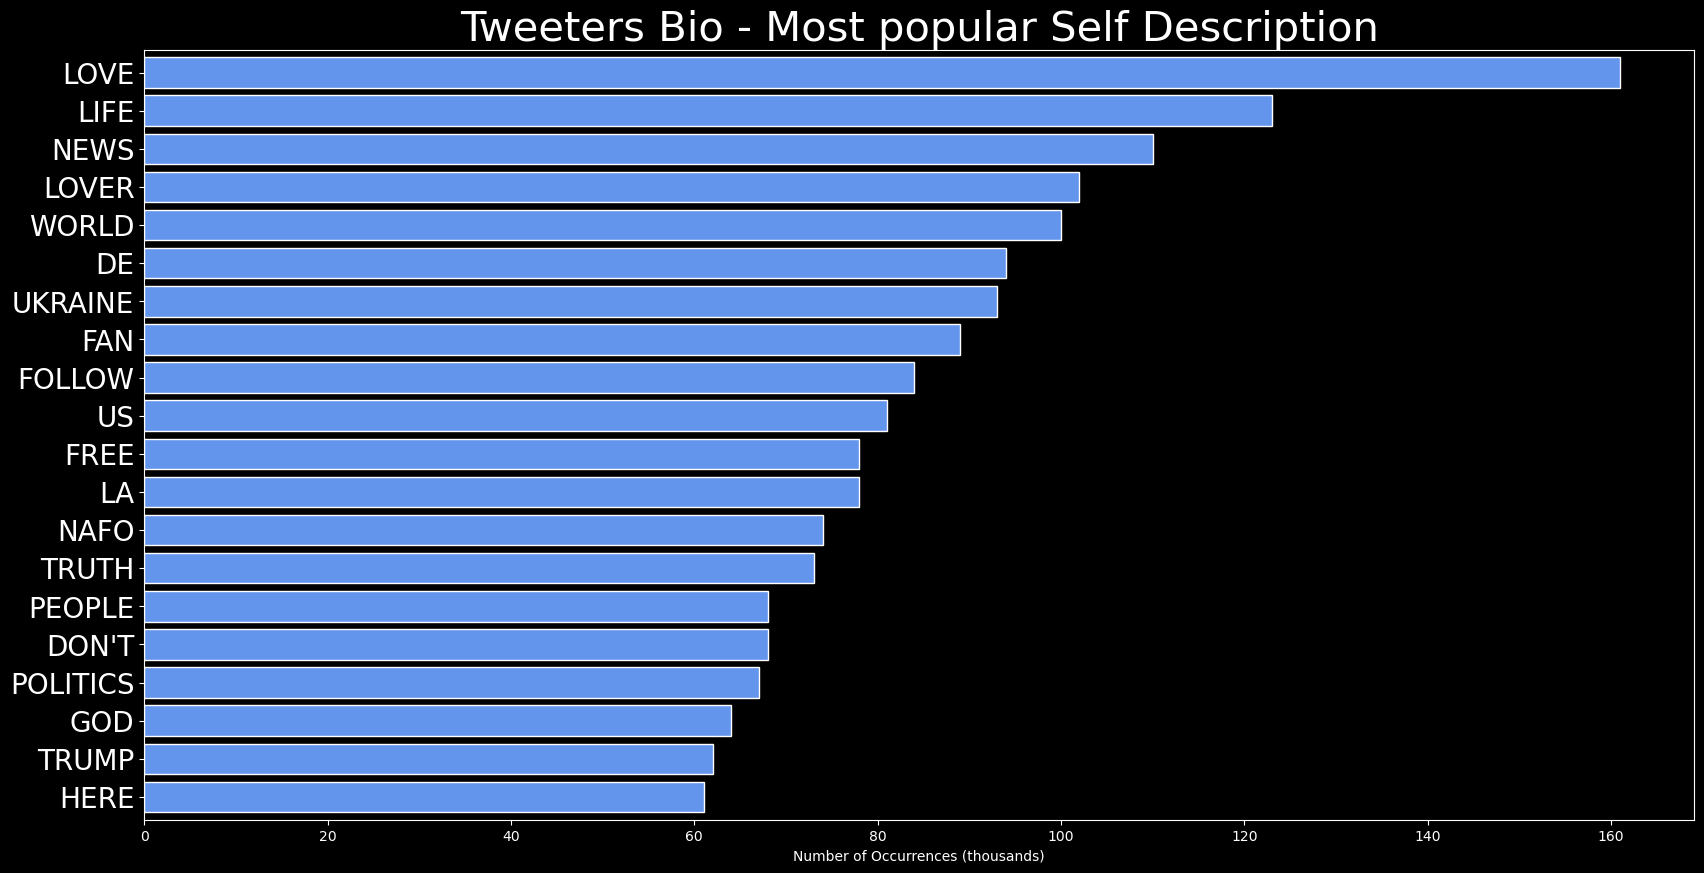 Tweeters Bio - Most popular Self Description
LOVE
LIFE
NEWS
LOVER
WORLD
DE
UKRAINE
FAN
FOLLOW
US
FREE
LA
NAFO
TRUTH
PEOPLE
DON'T
POLITICS
GOD
TRUMP
HERE
0 20 40 60 80 100 120 140 160
Number of Occurrences (thousands)